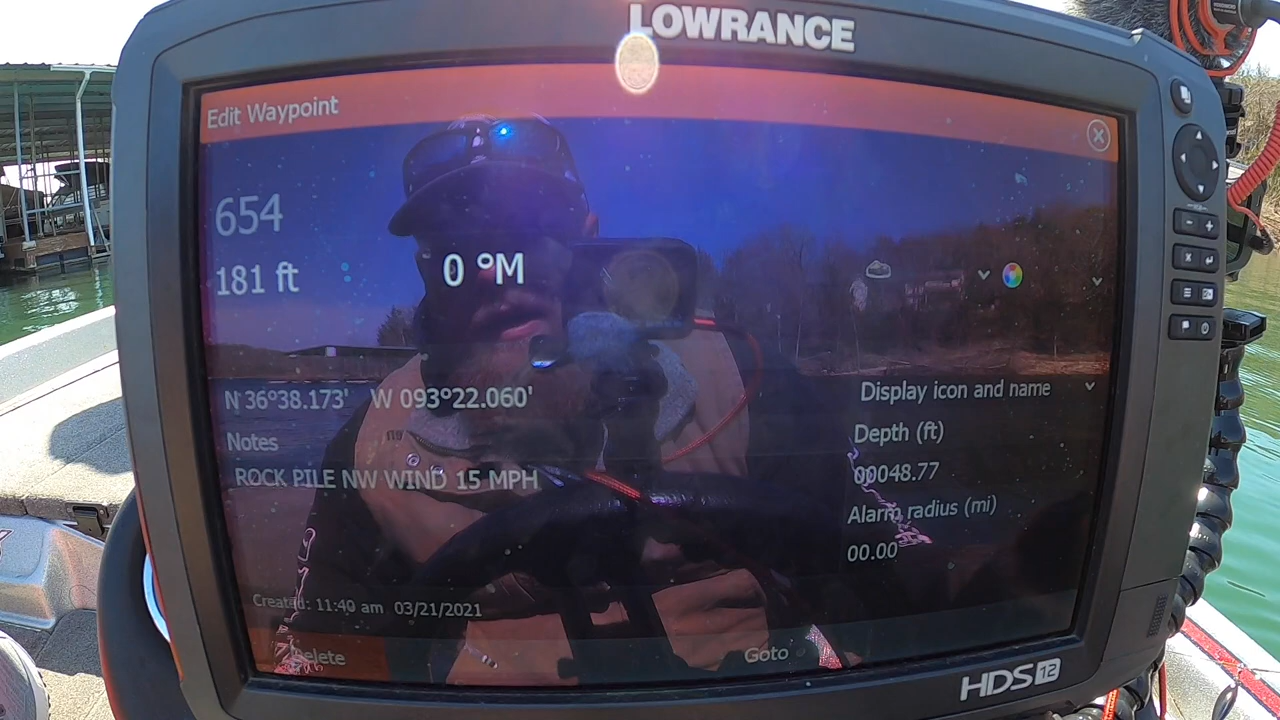 LOWRANCE
Edit Waypoint
654
181 ft
0 °M
N 36°38.173' W 093°22.060'
Display icon and name
Notes
Depth (ft)
ROCK PILE NW WIND 15 MPH
00048.77
Alarm radius (mi)
00.00
Created: 11:40 am 03/21/2021
Delete
Goto
HDS 12